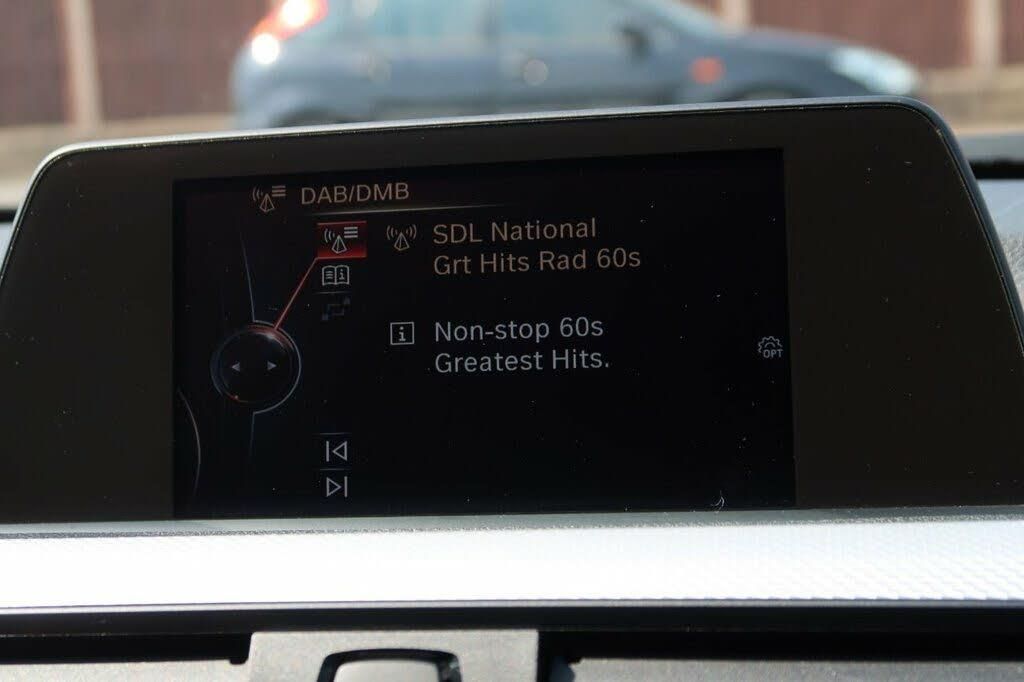 DAB/DMB
SDL National
Grt Hits Rad 60s
i Non-stop 60s
Greatest Hits.
OPT